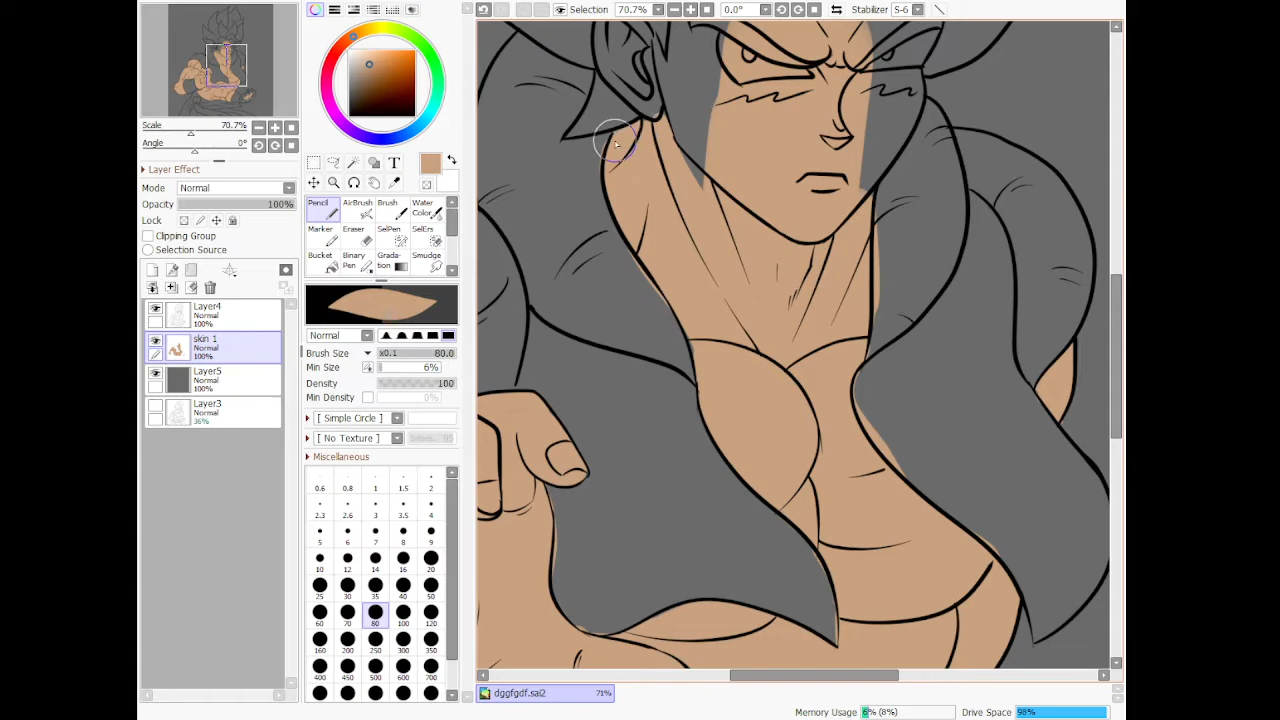 Selection
70.7%
0.0°
Stabilizer
S-6
Scale
70.7%
Angle
0°
Layer Effect
Mode
Normal
Opacity
100%
Lock
Clipping Group
Selection Source
Layer4
Normal
100%
skin 1
Normal
100%
Layer5
Normal
100%
Layer3
Normal
36%
T
Pencil
AirBrush
Brush
Water
Color
Marker
Eraser
SelPen
SelErs
Bucket
Binary
Pen
Grada-
tion
Smudge
Normal
Brush Size
x0.1
80.0
Min Size
6%
Density
100
Min Density
0%
[ Simple Circle ]
[ No Texture ]
95
Miscellaneous
0.6 0.8 1 1.5 2
2.3 2.6 3 3.5 4
5 6 7 8 9
10 12 14 16 20
25 30 35 40 50
60 70 80 100 120
160 200 250 300 350
400 450 500 600 700
dggfgdf.sai2
71%
Memory Usage
6% (8%)
Drive Space
98%